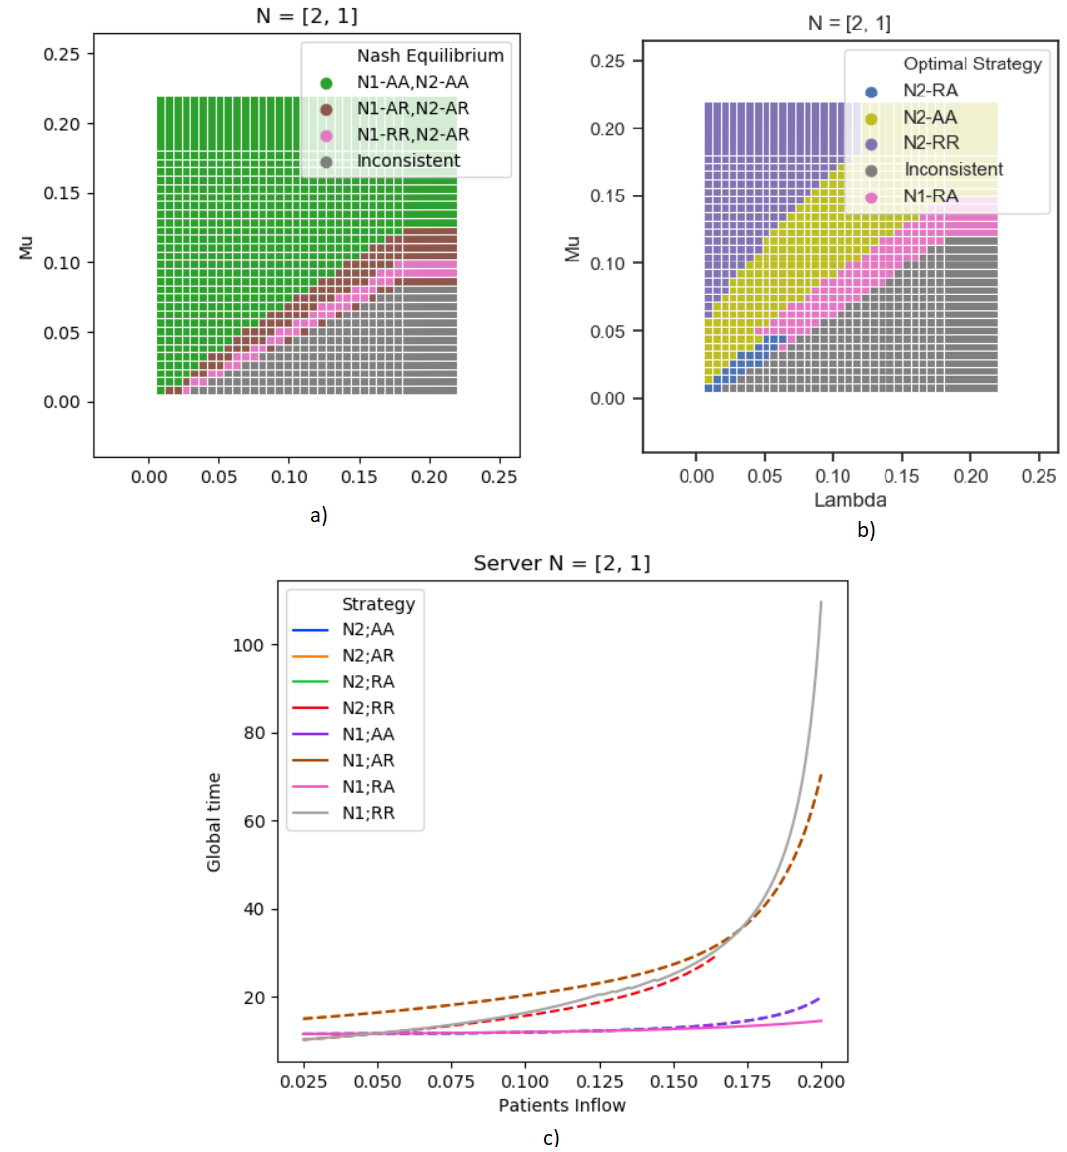 N = [2, 1]
Nash Equilibrium
N1-AA,N2-AA
N1-AR,N2-AR
N1-RR,N2-AR
Inconsistent
0.25
0.20
0.15
0.10
0.05
0.00
Mu
0.00 0.05 0.10 0.15 0.20 0.25
a)
N = [2, 1]
Optimal Strategy
N2-RA
N2-AA
N2-RR
Inconsistent
N1-RA
0.25
0.20
0.15
0.10
0.05
0.00
Mu
0.00 0.05 0.10 0.15 0.20 0.25
Lambda
b)
Server N = [2, 1]
Strategy
N2;AA
N2;AR
N2;RA
N2;RR
N1;AA
N1;AR
N1;RA
N1;RR
100
80
60
40
20
Global time
0.025 0.050 0.075 0.100 0.125 0.150 0.175 0.200
Patients Inflow
c)